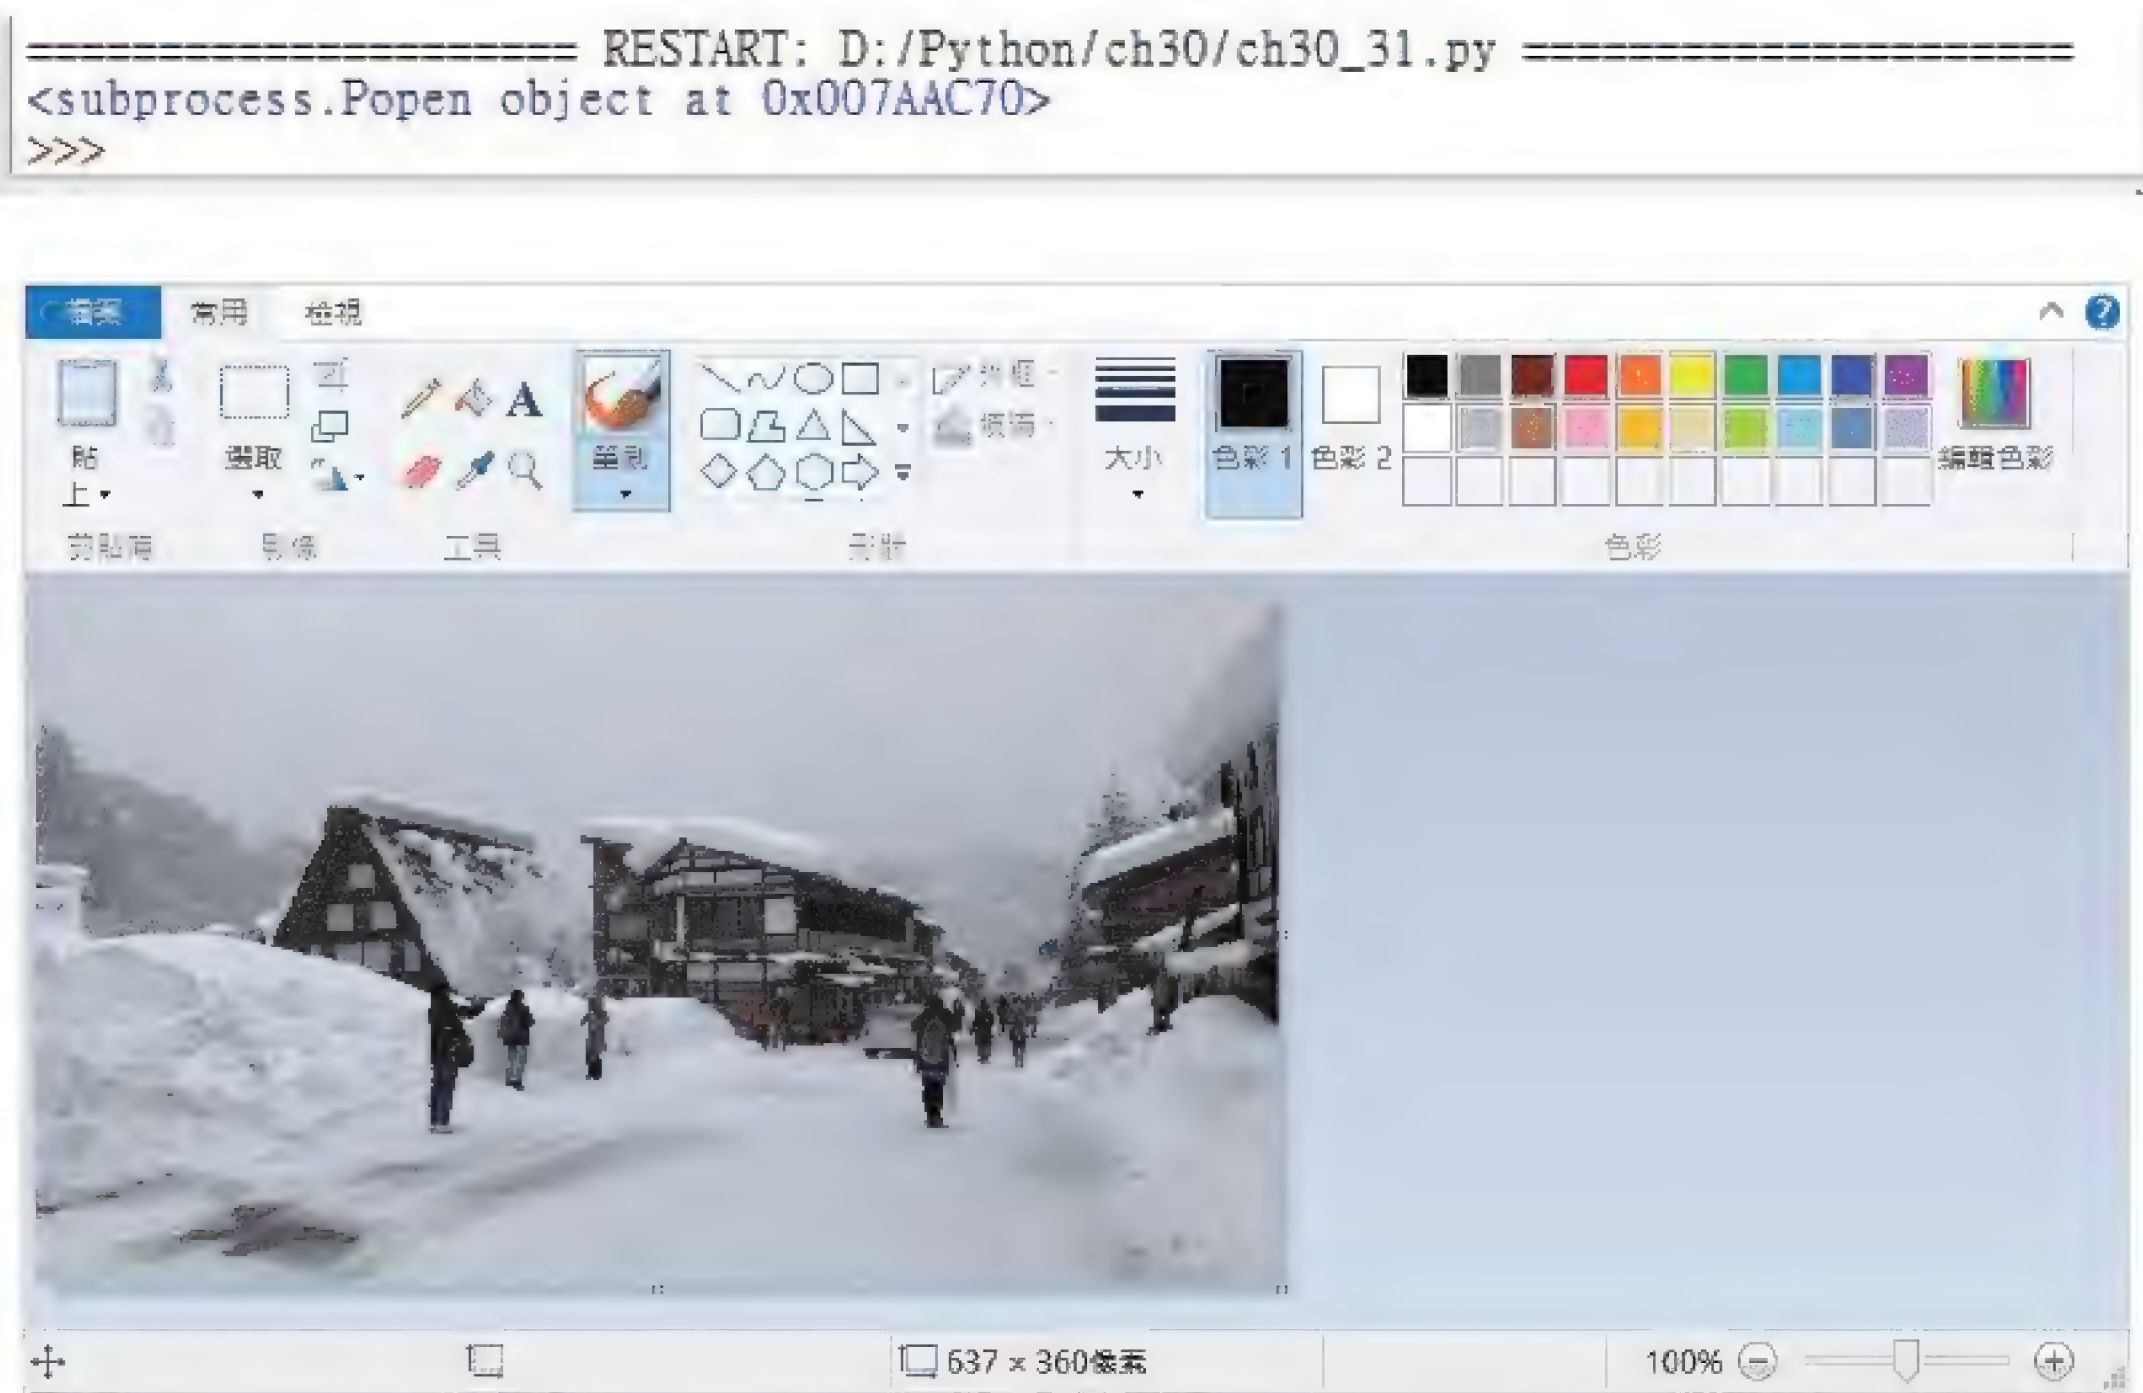 ==================== RESTART: D:/Python/ch30/ch30_31.py ====================
<subprocess.Popen object at 0x007AAC70>
>>>
檔案 常用 檢視
貼上 選取 A 筆刷 外框 填滿 大小 色彩 1 色彩 2 編輯色彩
剪貼簿 影像 工具 形狀 色彩
637 × 360像素 100%